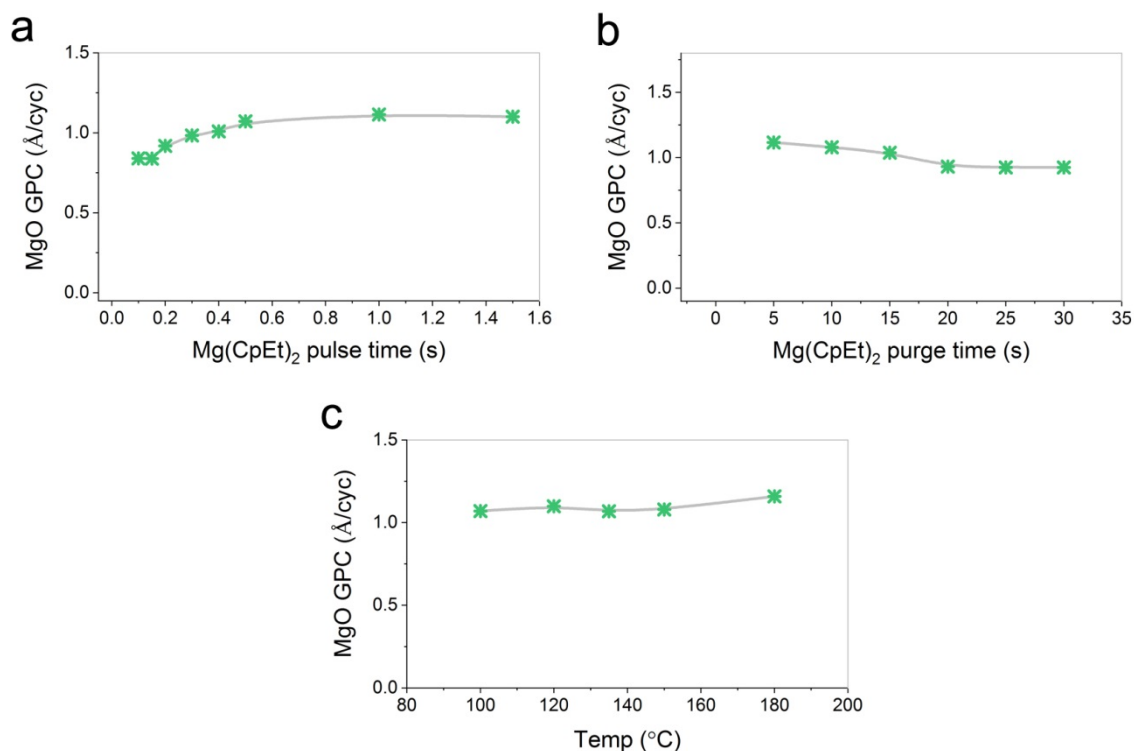 a
1.5
1.0
0.5
0.0
MgO GPC (Å/cyc)
0.0 0.2 0.4 0.6 0.8 1.0 1.2 1.4 1.6
Mg(CpEt)₂ pulse time (s)
b
1.5
1.0
0.5
0.0
MgO GPC (Å/cyc)
0 5 10 15 20 25 30 35
Mg(CpEt)₂ purge time (s)
c
1.5
1.0
0.5
0.0
MgO GPC (Å/cyc)
80 100 120 140 160 180 200
Temp (°C)